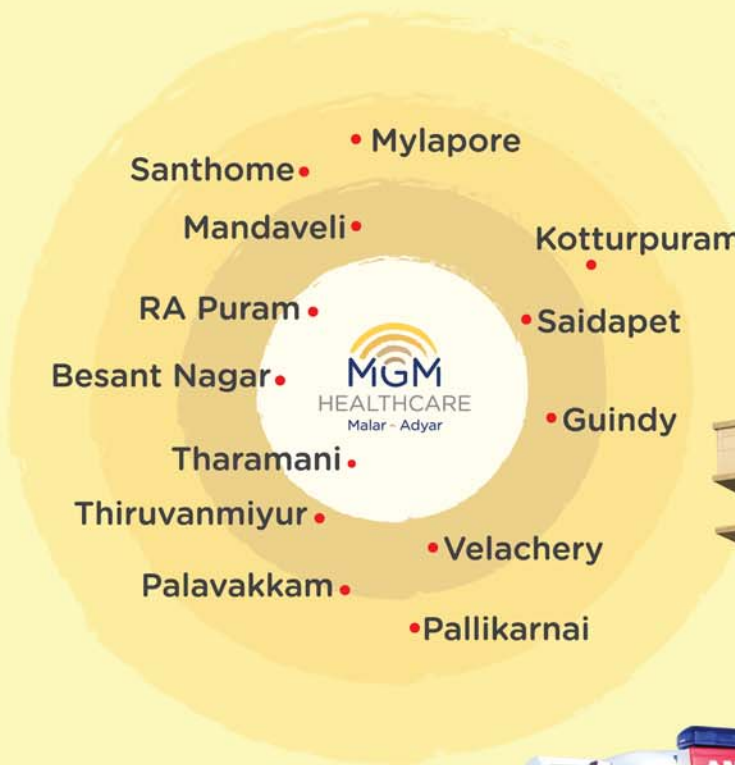 Mylapore
Santhome
Mandaveli
Kotturpuram
RA Puram
Saidapet
MGM
HEALTHCARE
Malar - Adyar
Besant Nagar
Guindy
Tharamani
Thiruvanmiyur
Velachery
Palavakkam
Pallikarnai